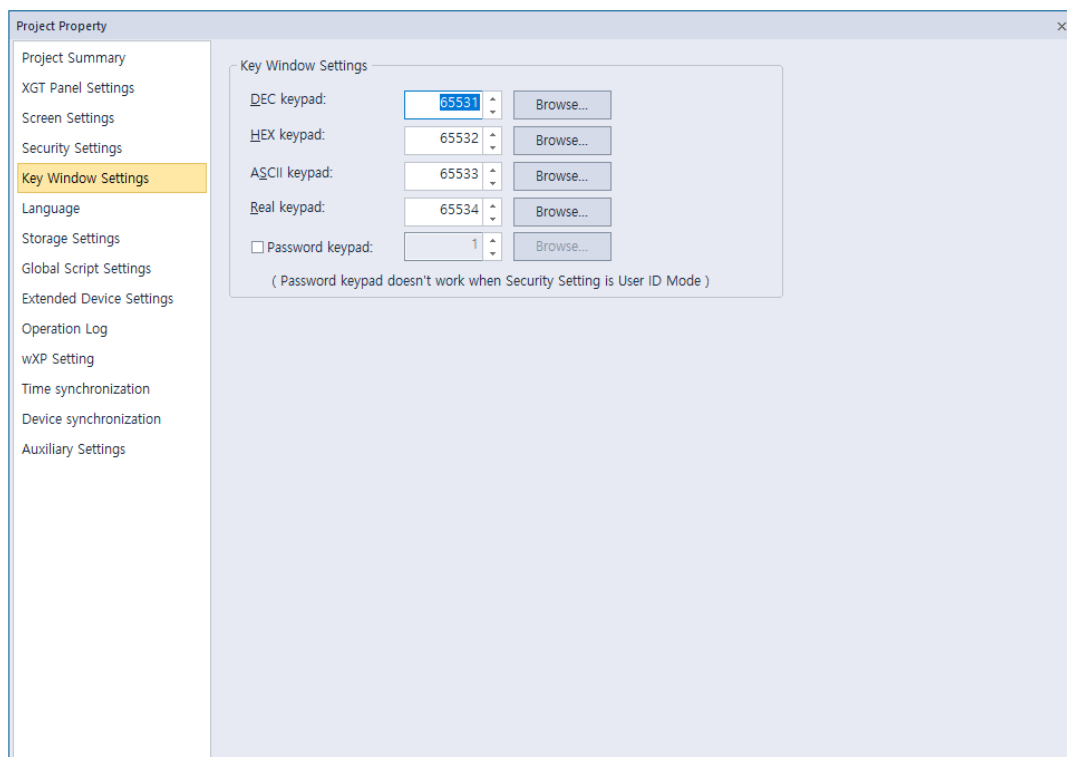 Project Property
Project Summary
XGT Panel Settings
Screen Settings
Security Settings
Key Window Settings
Language
Storage Settings
Global Script Settings
Extended Device Settings
Operation Log
wXP Setting
Time synchronization
Device synchronization
Auxiliary Settings
Key Window Settings
DEC keypad: 65531 Browse...
HEX keypad: 65532 Browse...
ASCII keypad: 65533 Browse...
Real keypad: 65534 Browse...
Password keypad: 1 Browse...
( Password keypad doesn't work when Security Setting is User ID Mode )